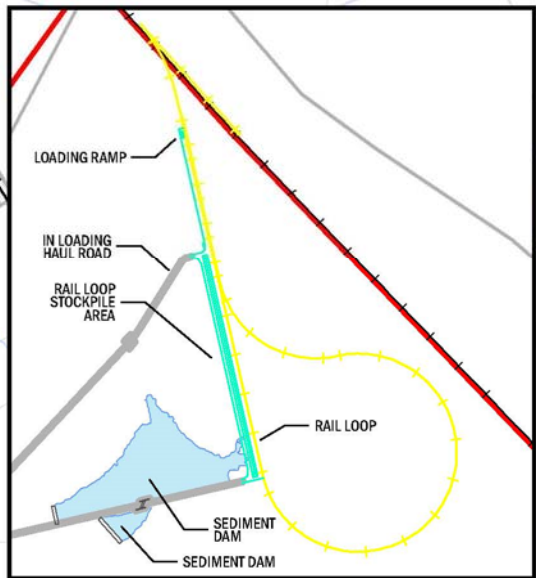 LOADING RAMP
IN LOADING
HAUL ROAD
RAIL LOOP
STOCKPILE
AREA
RAIL LOOP
SEDIMENT
DAM
SEDIMENT DAM